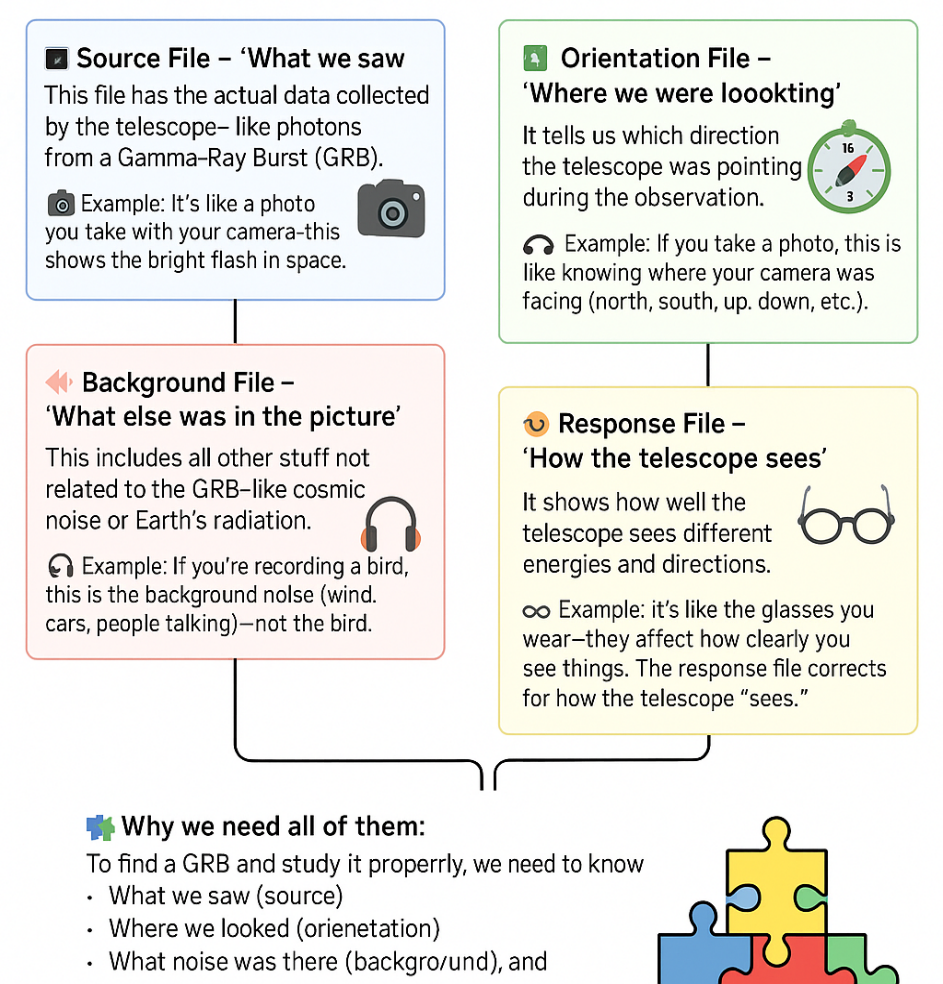 Source File – ‘What we saw
This file has the actual data collected
by the telescope– like photons
from a Gamma–Ray Burst (GRB).
Example: It’s like a photo
you take with your camera-this
shows the bright flash in space.
Background File –
‘What else was in the picture’
This includes all other stuff not
related to the GRB–like cosmic
noise or Earth’s radiation.
Example: If you’re recording a bird,
this is the background nolse (wind.
cars, people talking)—not the bird.
Orientation File –
‘Where we were loookting’
It tells us which direction
the telescope was pointing
during the observation.
16
3
Example: If you take a photo, this is
like knowing where your camera was
facing (north, south, up. down, etc.).
Response File –
‘How the telescope sees’
It shows how well the
telescope sees different
energies and directions.
Example: it’s like the glasses you
wear—they affect how clearly you
see things. The response file corrects
for how the telescope “sees.”
Why we need all of them:
To find a GRB and study it properrly, we need to know
• What we saw (source)
• Where we looked (orienetation)
• What noise was there (backgro/und), and